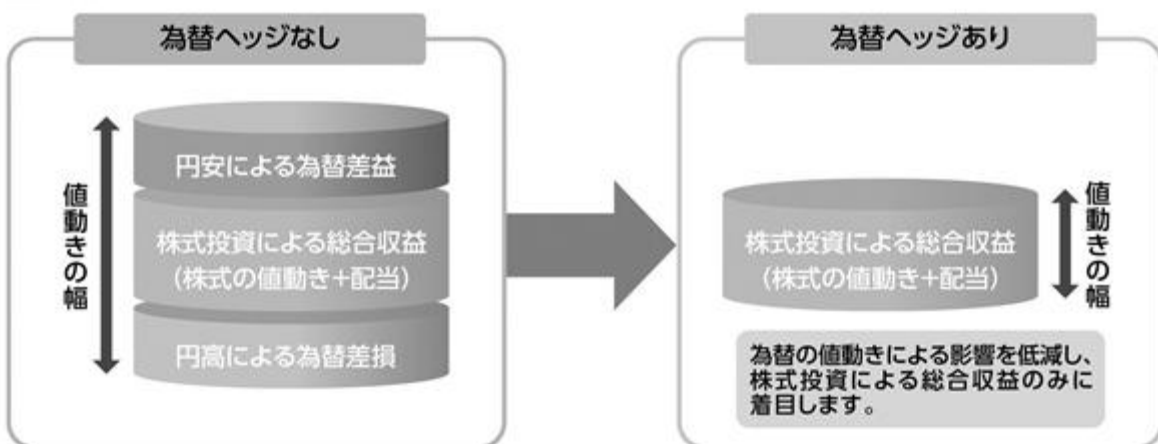 為替ヘッジなし
値動きの幅
円安による為替差益
株式投資による総合収益
(株式の値動き+配当)
円高による為替差損
為替ヘッジあり
株式投資による総合収益
(株式の値動き+配当)
値動きの幅
為替の値動きによる影響を低減し、
株式投資による総合収益のみに
着目します。